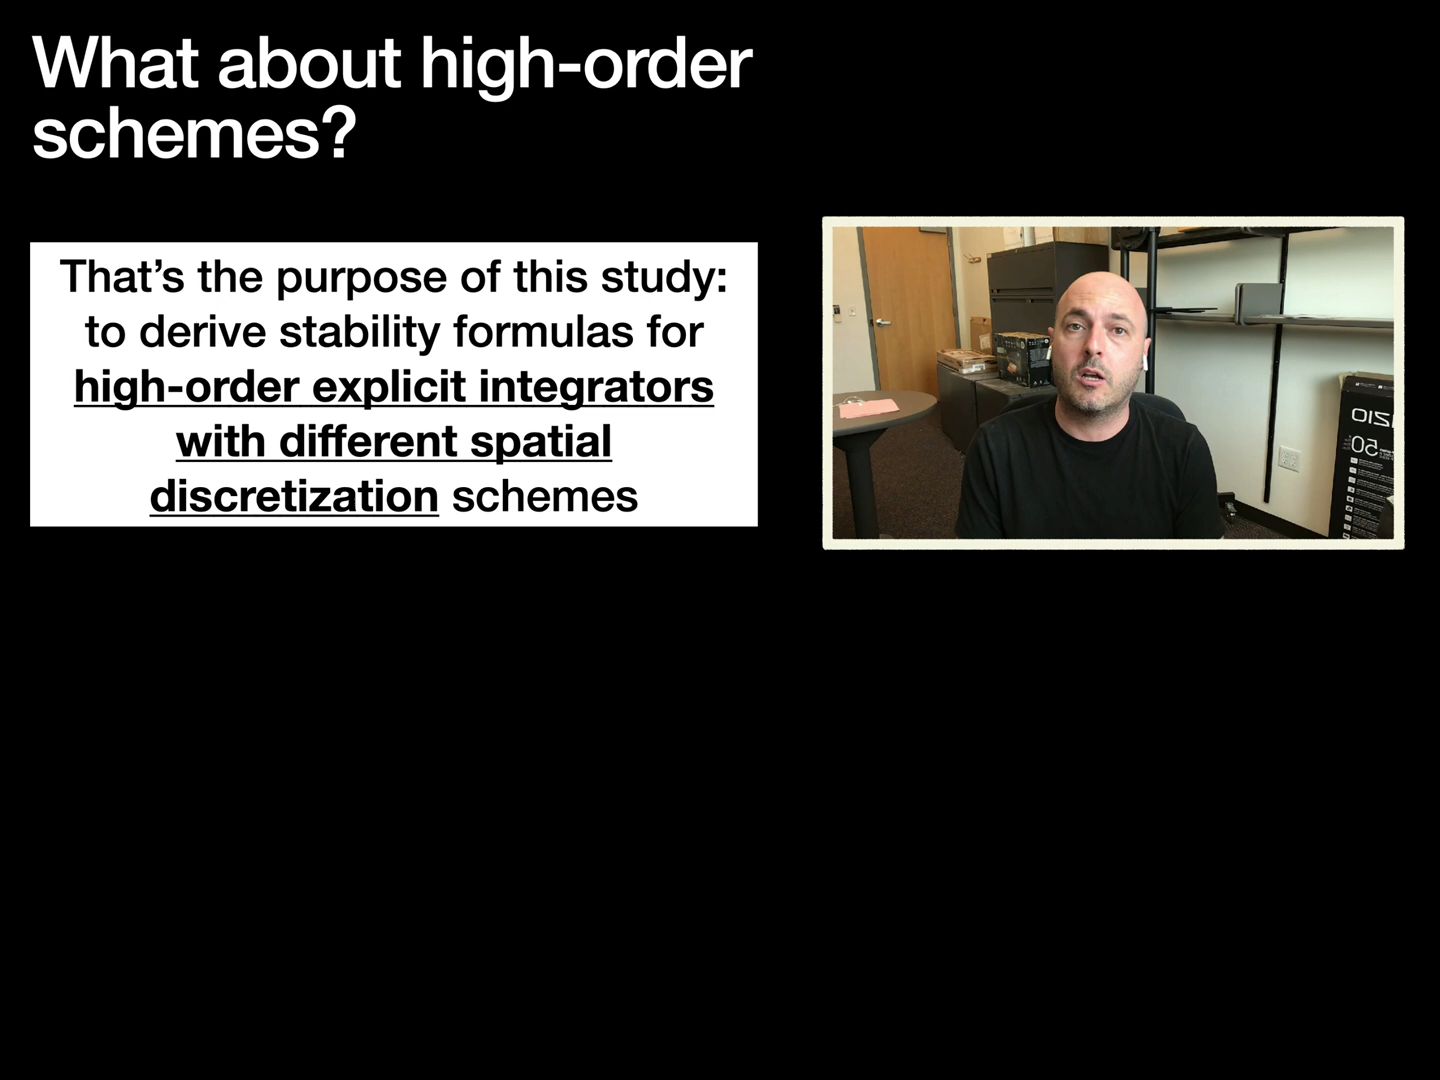 What about high-order
schemes?
That’s the purpose of this study:
to derive stability formulas for
high-order explicit integrators
with different spatial
discretization schemes